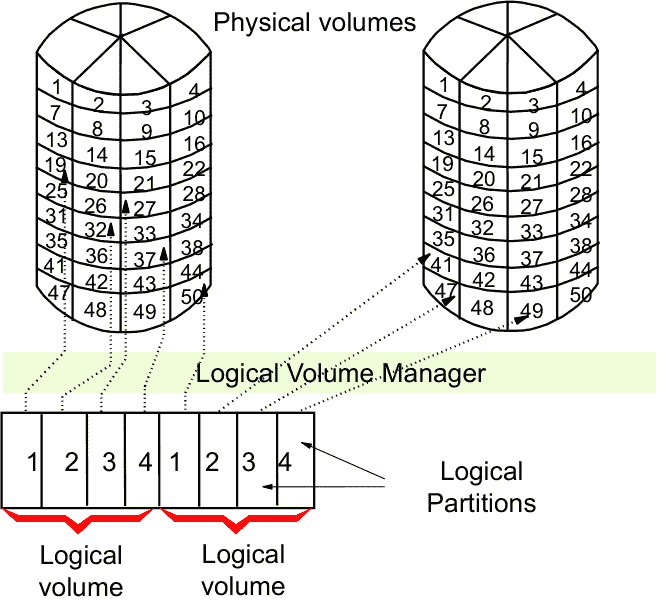 Physical volumes
1 2 3 4
7 8 9 10
13 14 15 16
19 20 21 22
25 26 27 28
31 32 33 34
35 36 37 38
41 42 43 44
47 48 49 50
1 2 3 4
7 8 9 10
13 14 15 16
19 20 21 22
25 26 27 28
31 32 33 34
35 36 37 38
41 42 43 44
47 48 49 50
Logical Volume Manager
1 2 3 4 1 2 3 4
Logical
Partitions
Logical
volume
Logical
volume